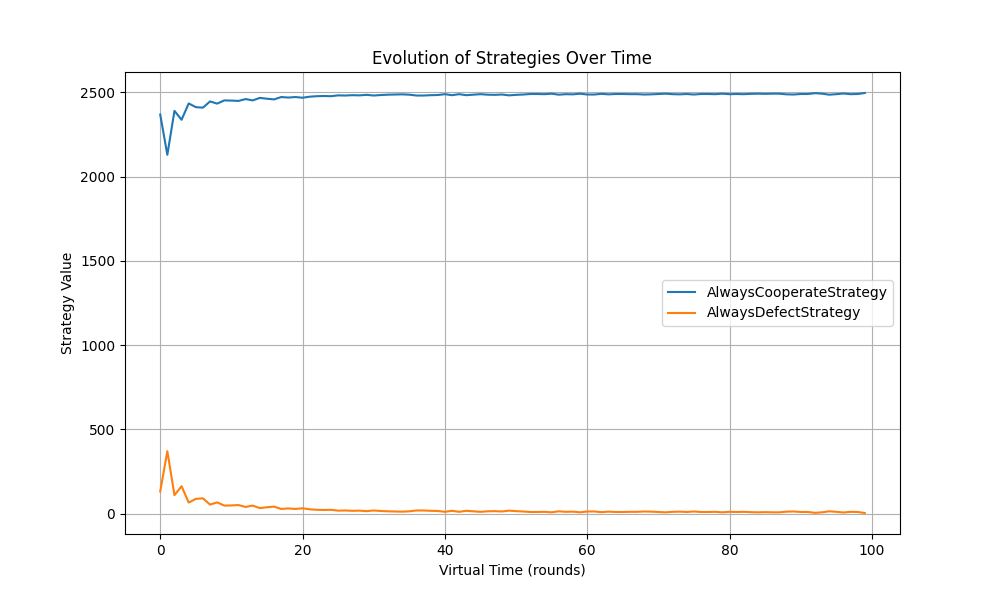 Evolution of Strategies Over Time
Strategy Value
2500
2000
1500
1000
500
0
AlwaysCooperateStrategy
AlwaysDefectStrategy
0 20 40 60 80 100
Virtual Time (rounds)